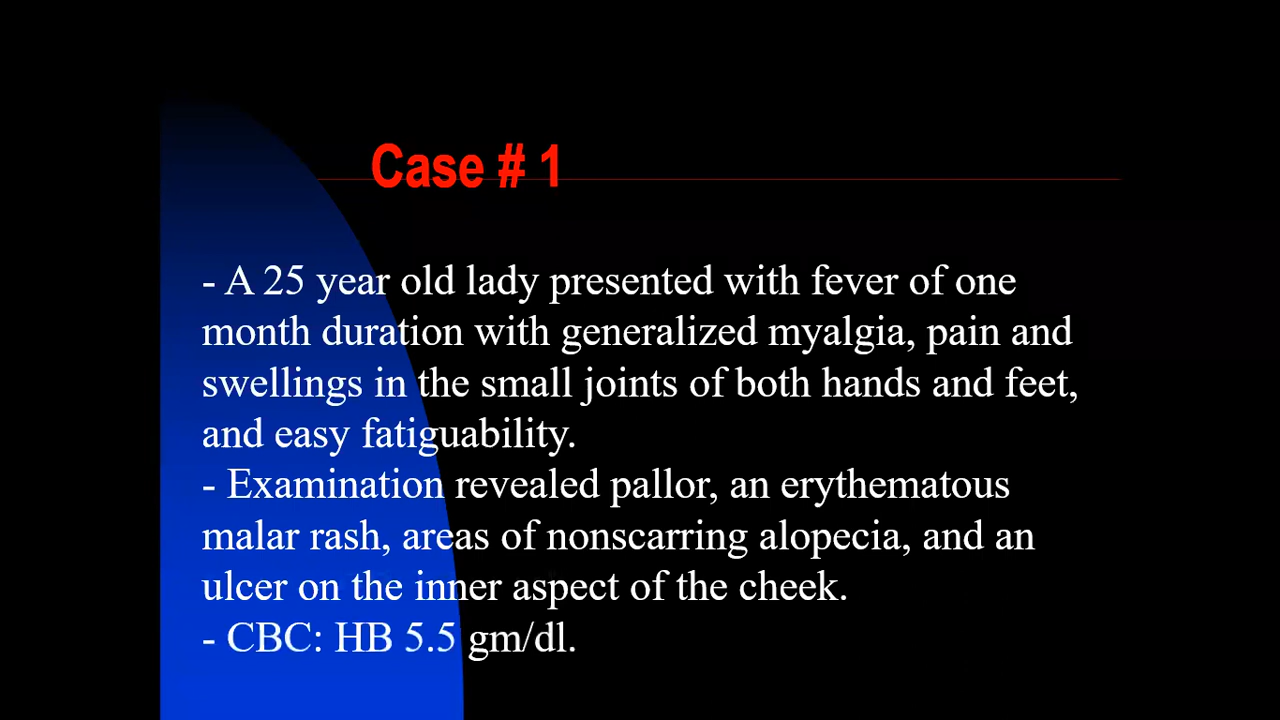 Case # 1
- A 25 year old lady presented with fever of one
month duration with generalized myalgia, pain and
swellings in the small joints of both hands and feet,
and easy fatiguability.
- Examination revealed pallor, an erythematous
malar rash, areas of nonscarring alopecia, and an
ulcer on the inner aspect of the cheek.
- CBC: HB 5.5 gm/dl.